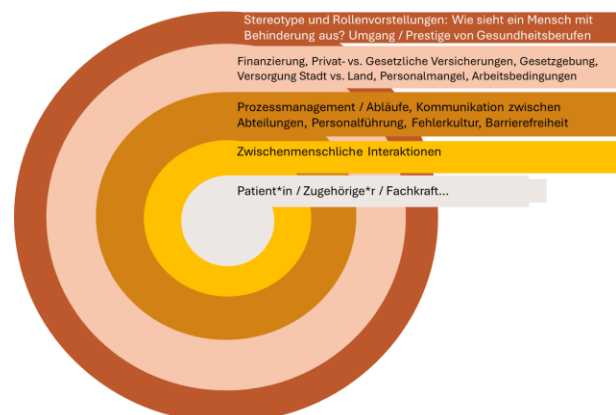 Stereotype und Rollenvorstellungen: Wie sieht ein Mensch mit
Behinderung aus? Umgang / Prestige von Gesundheitsberufen
Finanzierung, Privat- vs. Gesetzliche Versicherungen, Gesetzgebung,
Versorgung Stadt vs. Land, Personalmangel, Arbeitsbedingungen
Prozessmanagement / Abläufe, Kommunikation zwischen
Abteilungen, Personalführung, Fehlerkultur, Barrierefreiheit
Zwischenmenschliche Interaktionen
Patient*in / Zugehörige*r / Fachkraft...